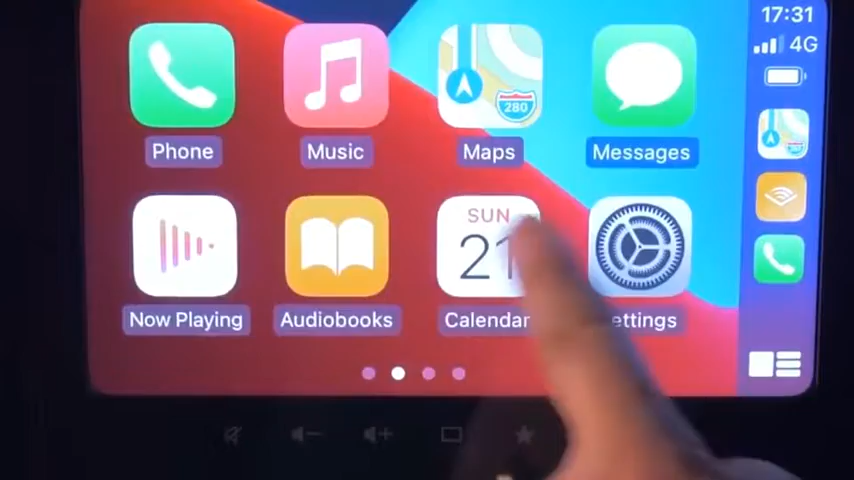 17:31
4G
280
Phone
Music
Maps
Messages
SUN
21
Now Playing
Audiobooks
Calendar
ettings